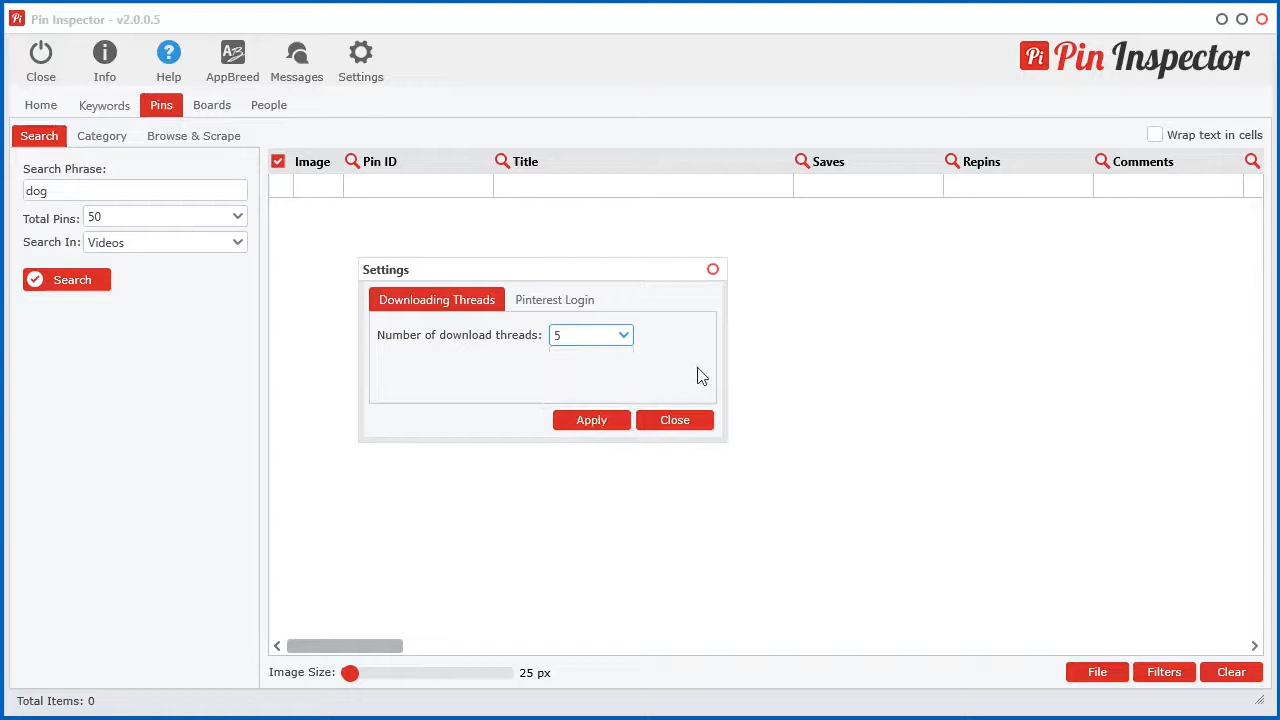 Pin Inspector - v2.0.0.5
Close
Info
Help
AppBreed
Messages
Settings
Pin Inspector
Home
Keywords
Pins
Boards
People
Search
Category
Browse & Scrape
Wrap text in cells
Search Phrase:
dog
Total Pins: 50
Search In: Videos
Search
Image
Pin ID
Title
Saves
Repins
Comments
Settings
Downloading Threads
Pinterest Login
Number of download threads: 5
Apply
Close
Image Size:
25 px
File
Filters
Clear
Total Items: 0